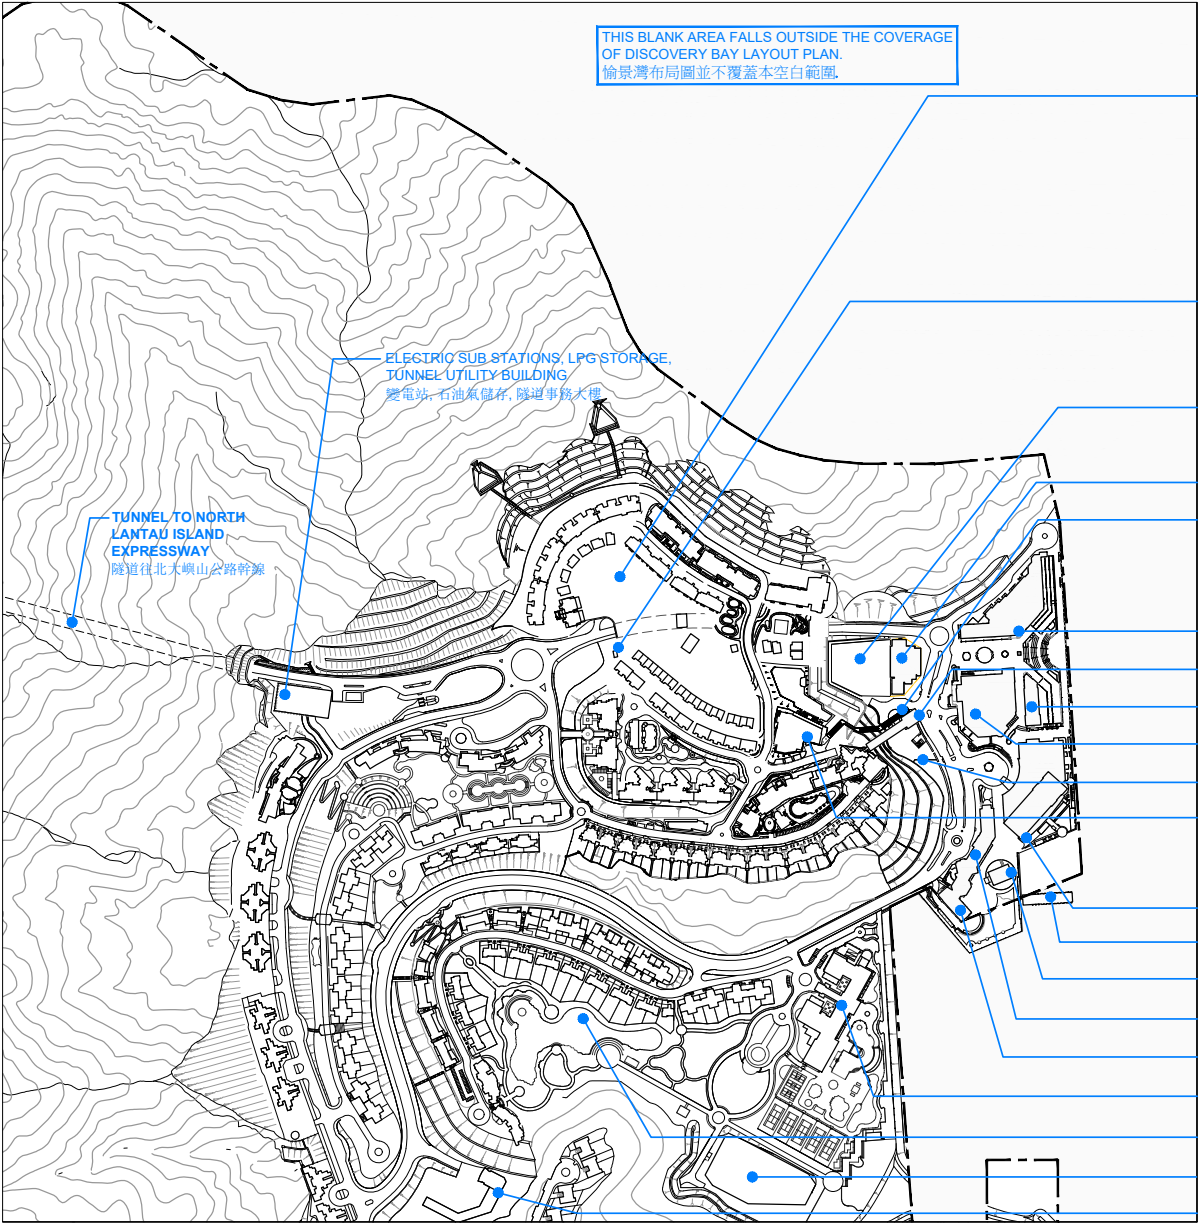 THIS BLANK AREA FALLS OUTSIDE THE COVERAGE
OF DISCOVERY BAY LAYOUT PLAN.
愉景灣布局圖並不覆蓋本空白範圍.
ELECTRIC SUB STATIONS, LPG STORAGE,
TUNNEL UTILITY BUILDING
變電站, 石油氣儲存, 隧道事務大樓
TUNNEL TO NORTH
LANTAU ISLAND
EXPRESSWAY
隧道往北大嶼山公路幹線